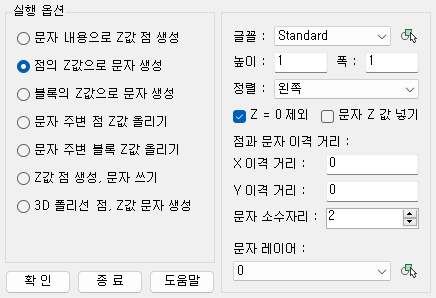 실행 옵션
문자 내용으로 Z값 점 생성
점의 Z값으로 문자 생성
블록의 Z값으로 문자 생성
문자 주변 점 Z값 올리기
문자 주변 블록 Z값 올리기
Z값 점 생성, 문자 쓰기
3D 폴리선 점, Z값 문자 생성
확 인 종 료 도움말
글꼴 : Standard
높이 : 1 폭 : 1
정렬 : 왼쪽
Z = 0 제외 문자 Z 값 넣기
점과 문자 이격 거리 :
X 이격 거리 : 0
Y 이격 거리 : 0
문자 소수자리 : 2
문자 레이어 :
0